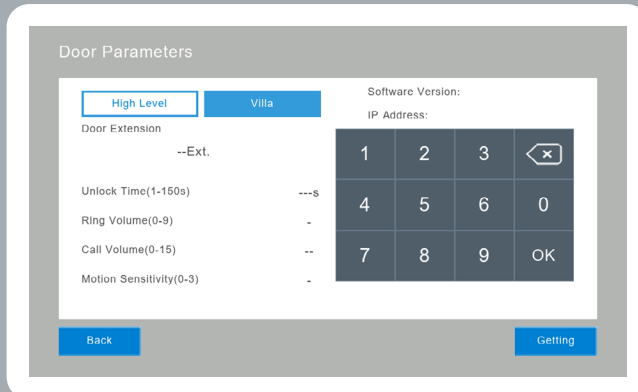 Door Parameters
High Level
Villa
Door Extension
--Ext.
Unlock Time(1-150s) ---s
Ring Volume(0-9) -
Call Volume(0-15) --
Motion Sensitivity(0-3) -
Software Version:
IP Address:
1 2 3
4 5 6 0
7 8 9 OK
Back
Getting